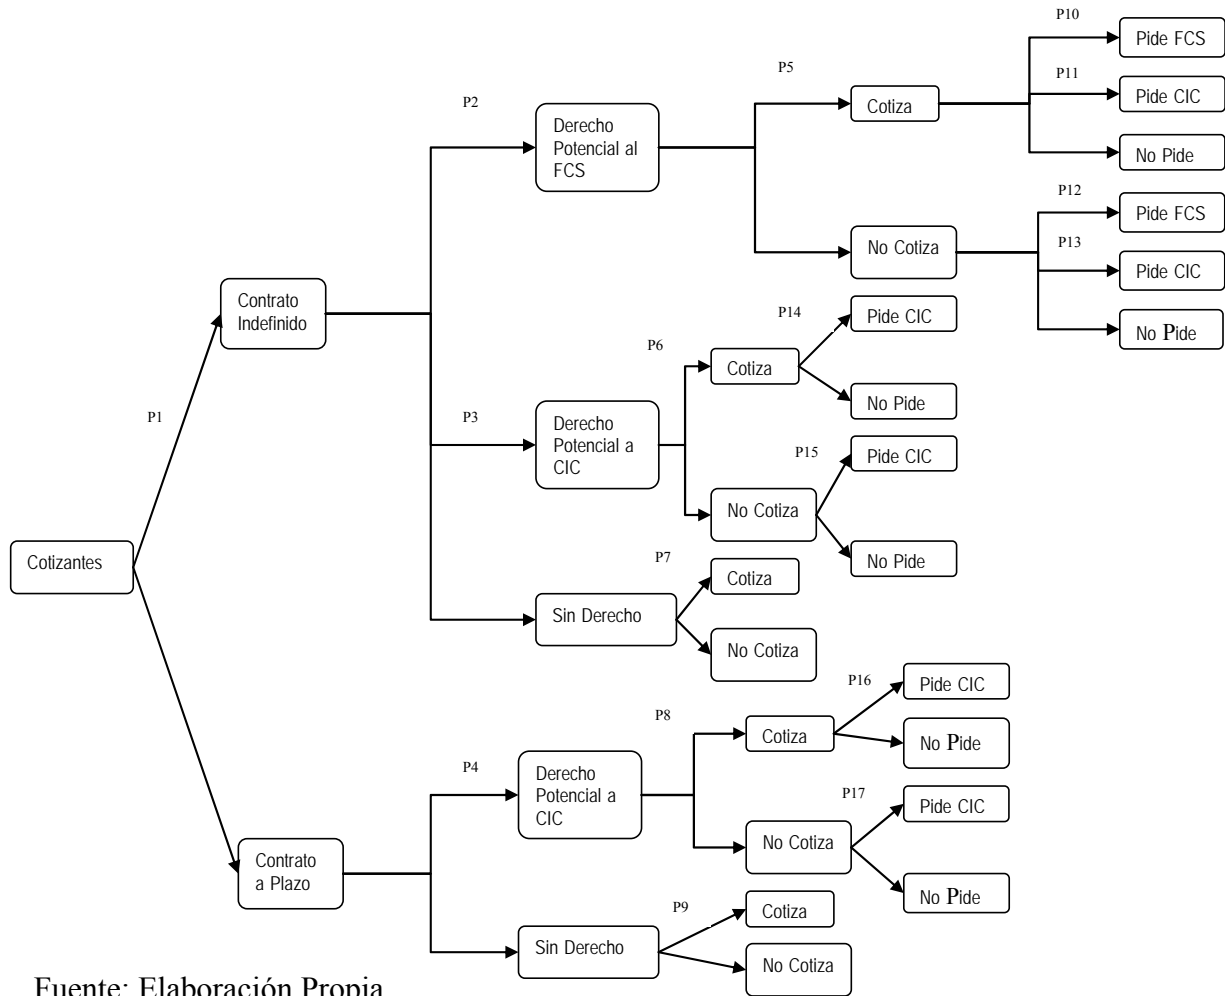 P10
Pide FCS
P5
P11
P2
Cotiza
Pide CIC
Derecho
Potencial al
FCS
No Pide
P12
Pide FCS
No Cotiza
P13
Pide CIC
Contrato
Indefinido
P14
Pide CIC
No Pide
P6
Cotiza
P1
P3
No Pide
Derecho
Potencial a
CIC
P15
Pide CIC
No Cotiza
Cotizantes
P7
No Pide
Cotiza
Sin Derecho
No Cotiza
P16
Pide CIC
P8
Cotiza
No Pide
P4
Derecho
Potencial a
CIC
P17
Pide CIC
No Cotiza
Contrato
a Plazo
No Pide
P9
Cotiza
Sin Derecho
No Cotiza
Fuente: Elaboración Propia